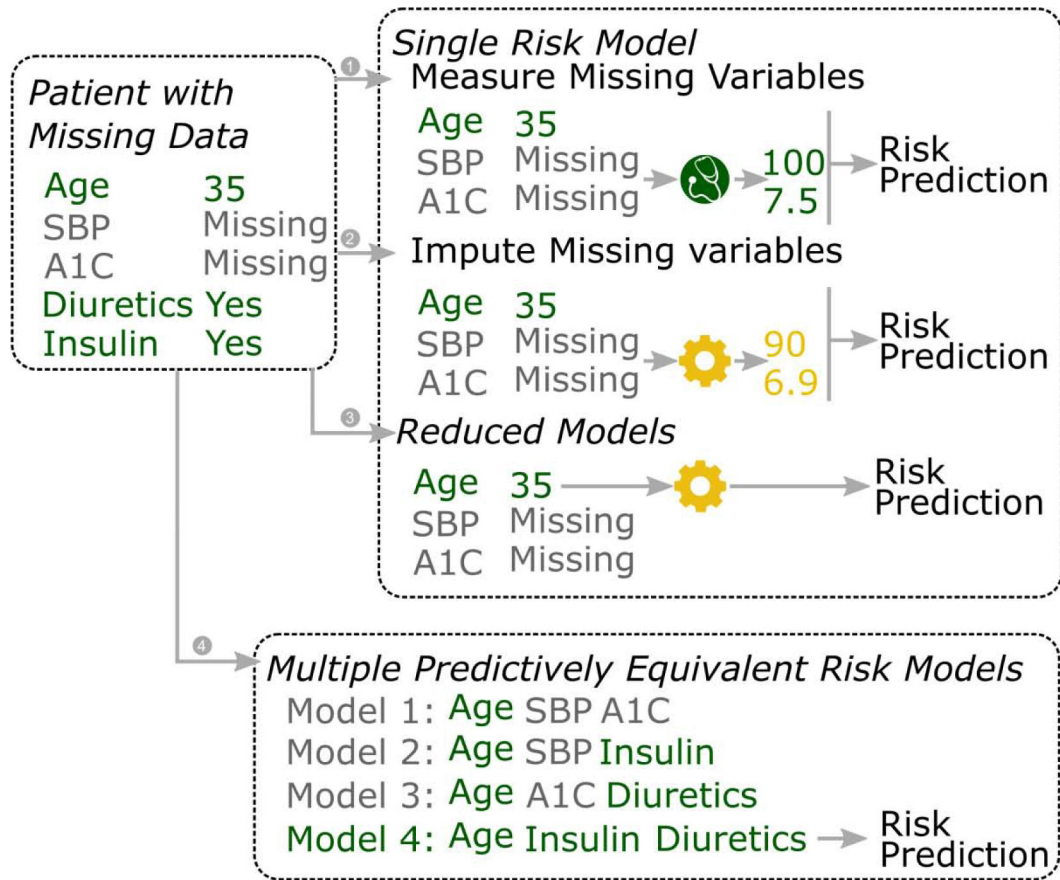 Patient with
Missing Data
Age 35
SBP Missing
A1C Missing
Diuretics Yes
Insulin Yes
1
2
3
4
Single Risk Model
Measure Missing Variables
Age 35
SBP Missing
A1C Missing
100
7.5
Risk
Prediction
Impute Missing variables
Age 35
SBP Missing
A1C Missing
90
6.9
Risk
Prediction
Reduced Models
Age 35
SBP Missing
A1C Missing
Risk
Prediction
Multiple Predictively Equivalent Risk Models
Model 1: Age SBP A1C
Model 2: Age SBP Insulin
Model 3: Age A1C Diuretics
Model 4: Age Insulin Diuretics
Risk
Prediction